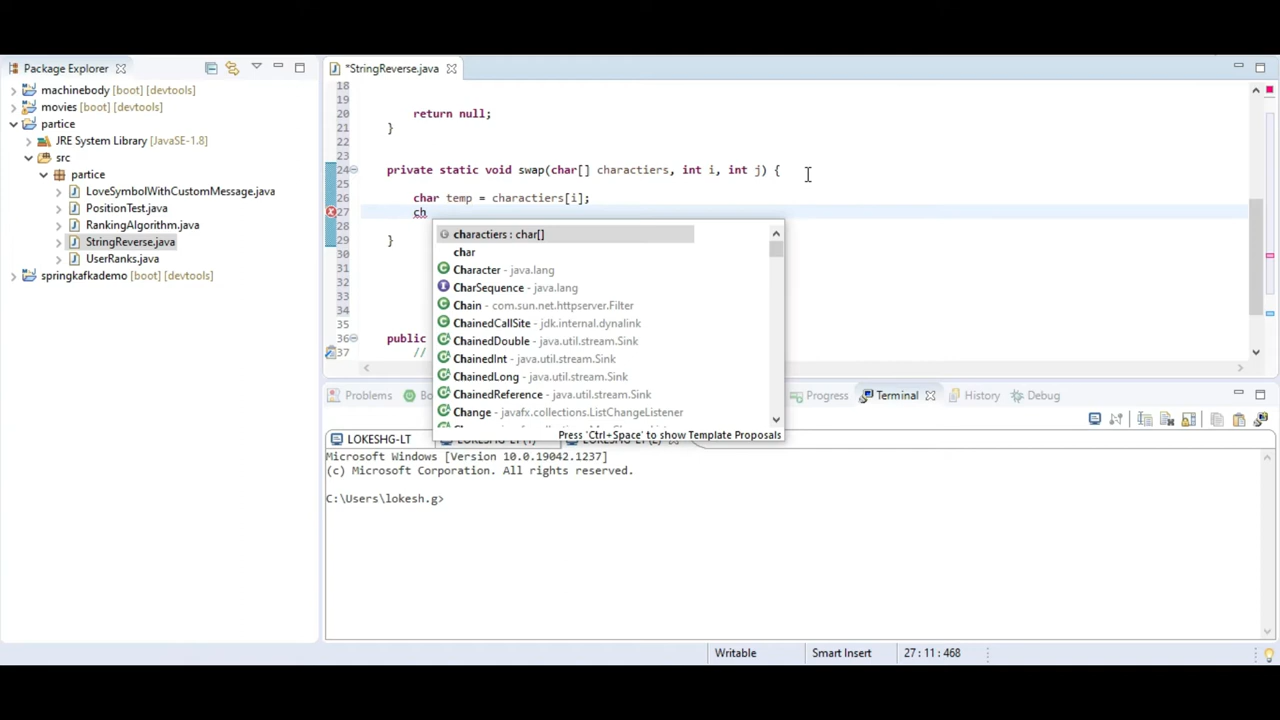 Package Explorer
machinebody [boot] [devtools]
movies [boot] [devtools]
partice
JRE System Library [JavaSE-1.8]
src
partice
LoveSymbolWithCustomMessage.java
PositionTest.java
RankingAlgorithm.java
StringReverse.java
UserRanks.java
springkafkademo [boot] [devtools]
*StringReverse.java
18
19
20 return null;
21 }
22
23
24 private static void swap(char[] charactiers, int i, int j) {
25
26 char temp = charactiers[i];
27 ch
28
29 }
30
31
32
33
34
35
36 public
37 //
charactiers : char[]
char
Character - java.lang
CharSequence - java.lang
Chain - com.sun.net.httpserver.Filter
ChainedCallSite - jdk.internal.dynalink
ChainedDouble - java.util.stream.Sink
ChainedInt - java.util.stream.Sink
ChainedLong - java.util.stream.Sink
ChainedReference - java.util.stream.Sink
Change - javafx.collections.ListChangeListener
Press 'Ctrl+Space' to show Template Proposals
Problems
Progress
Terminal
History
Debug
LOKESHG-LT
Microsoft Windows [Version 10.0.19042.1237]
(c) Microsoft Corporation. All rights reserved.
C:\Users\lokesh.g>
Writable
Smart Insert
27 : 11 : 468